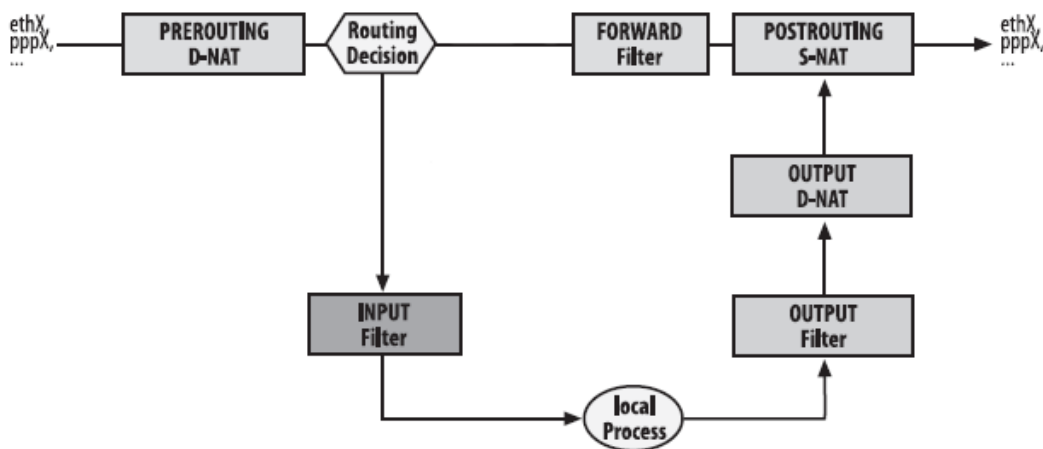 ethX,
pppX,
...
PREROUTING
D-NAT
Routing
Decision
FORWARD
Filter
POSTROUTING
S-NAT
ethX,
pppX,
...
OUTPUT
D-NAT
INPUT
Filter
OUTPUT
Filter
local
Process